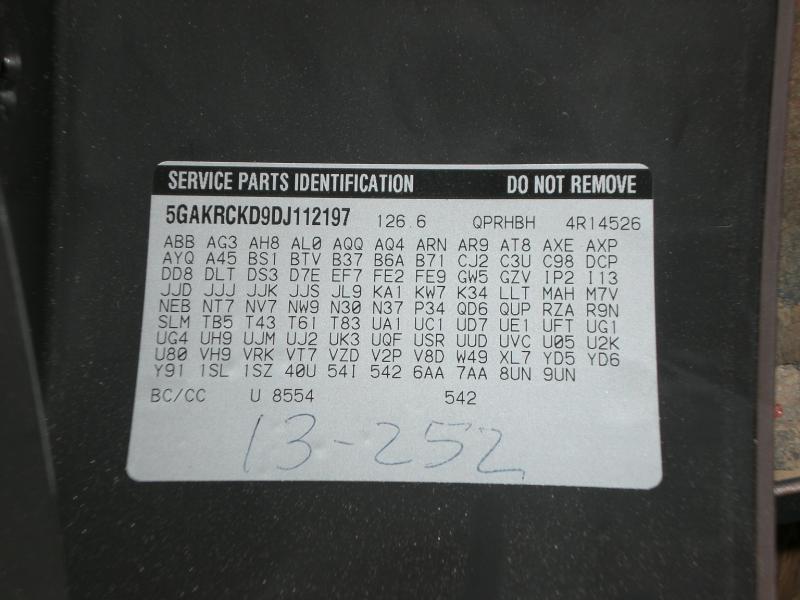 SERVICE PARTS IDENTIFICATION DO NOT REMOVE
5GAKRCKD9DJ112197 126.6 QPRHBH 4R14526
ABB AG3 AH8 AL0 AQQ AQ4 ARN AR9 AT8 AXE AXP
AYQ A45 BS1 BTV B37 B6A B71 CJ2 C3U C98 DCP
DD8 DLT DS3 D7E EF7 FE2 FE9 GW5 GZV IP2 I13
JJD JJJ JJK JJS JL9 KA1 KW7 K34 LLT MAH M7V
NEB NT7 NV7 NW9 N30 N37 P34 QD6 QUP RZA R9N
SLM TB5 T43 T61 T83 UA1 UC1 UD7 UE1 UFT UG1
UG4 UH9 UJM UJ2 UK3 UQF USR UUD UVC U05 U2K
U80 VH9 VRK VT7 VZD V2P V8D W49 XL7 YD5 YD6
Y91 1SL 1SZ 40U 54I 542 6AA 7AA 8UN 9UN
BC/CC U 8554 542
13-252